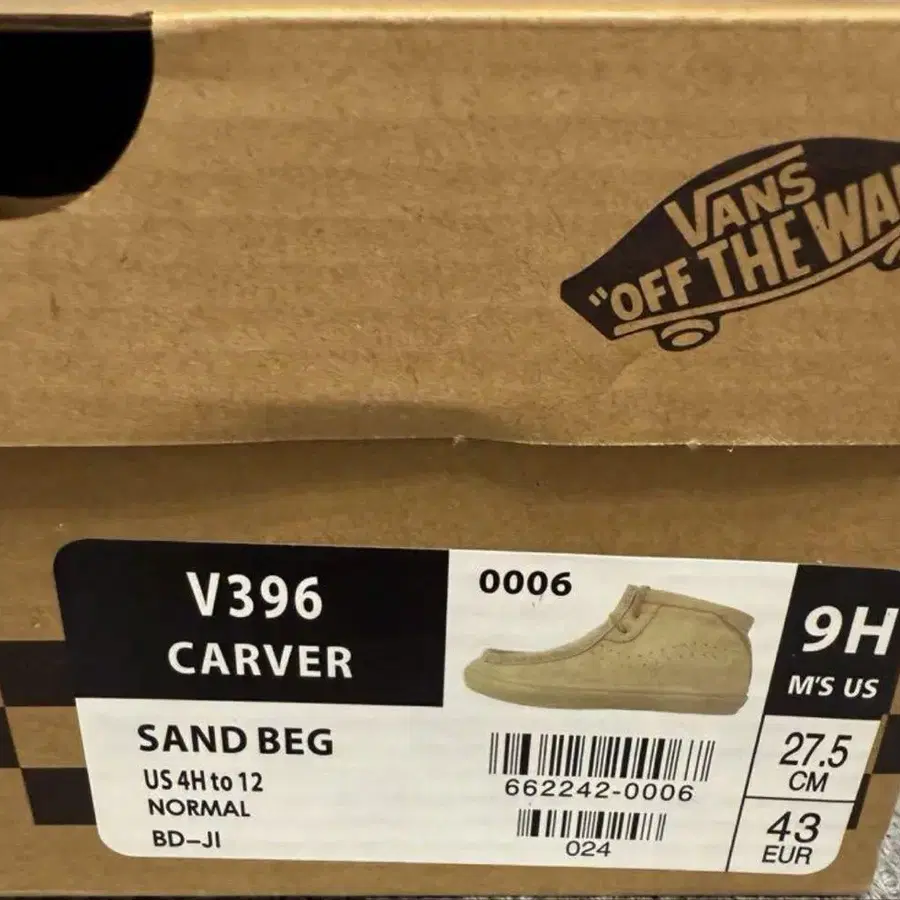 VANS
"OFF THE WA
V396
CARVER
0006
9H
M'S US
SAND BEG
US 4H to 12
NORMAL
BD-JI
662242-0006
024
27.5
CM
43
EUR